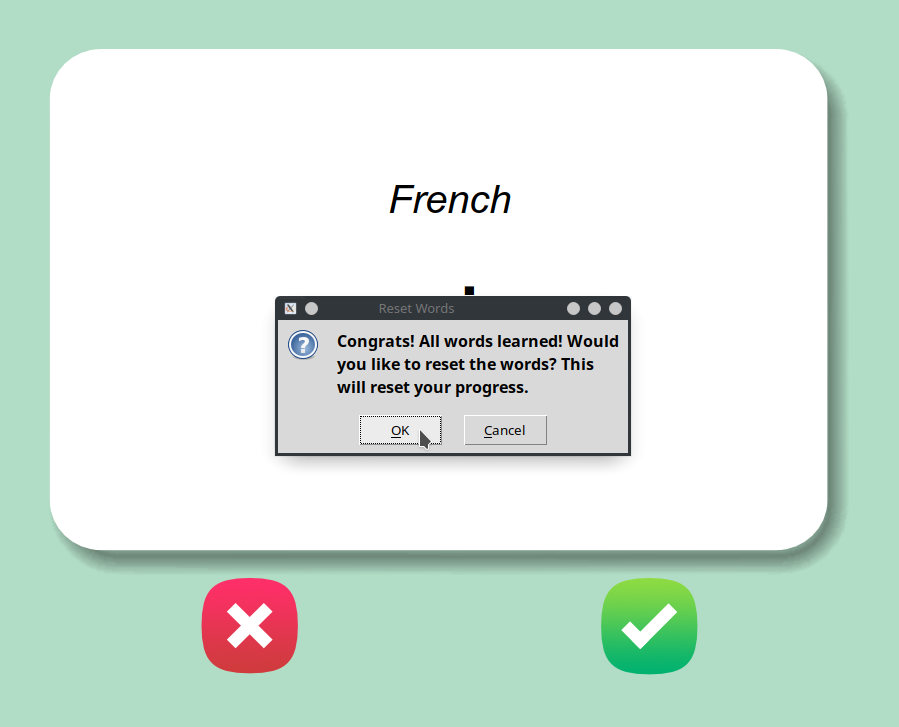 French
Reset Words
Congrats! All words learned! Would
you like to reset the words? This
will reset your progress.
OK
Cancel